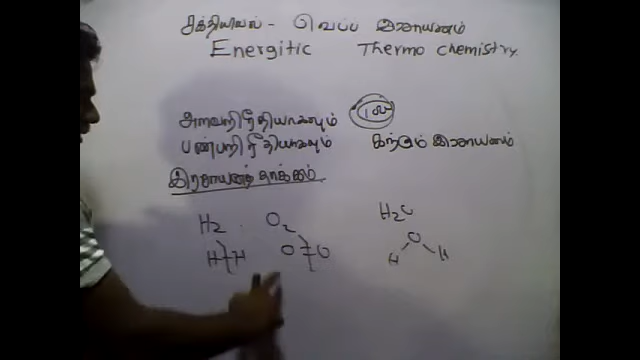 சக்தியியல் - வெப்ப இரசாயனம்
Energitic Thermo chemistry
அளவறி ரீதியாகவும்
பண்பறி ரீதியாகவும் கற்கும் இரசாயனம்
இரசாயனத் தாக்கம்
H2 O2 H2O
H H O O O
H H